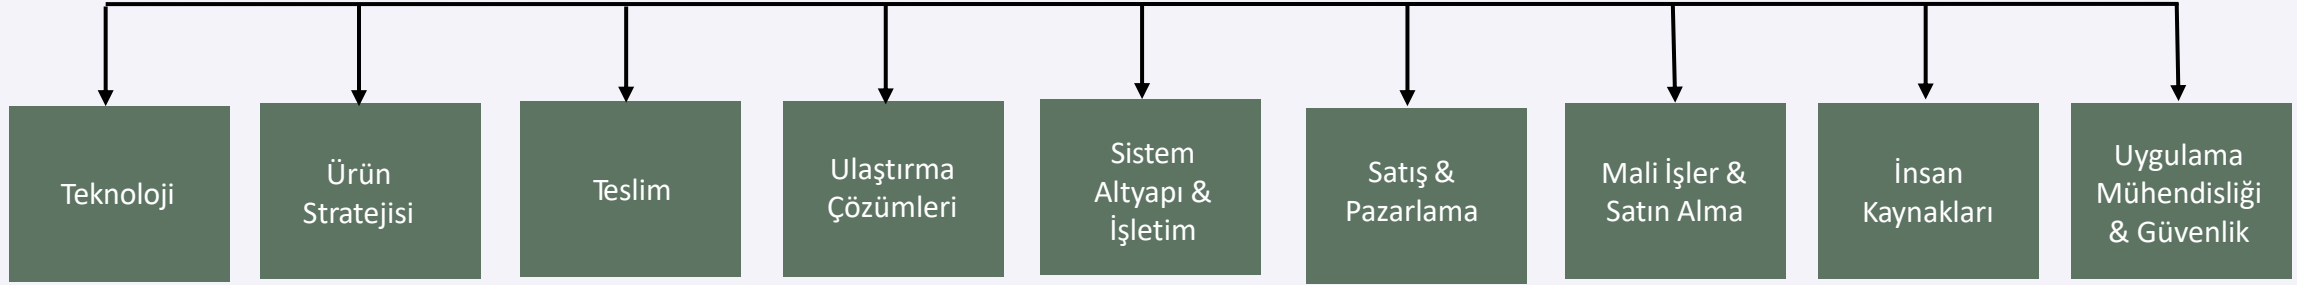 Teknoloji
Ürün
Stratejisi
Teslim
Ulaştırma
Çözümleri
Sistem
Altyapı &
İşletim
Satış &
Pazarlama
Mali İşler &
Satın Alma
İnsan
Kaynakları
Uygulama
Mühendisliği
& Güvenlik